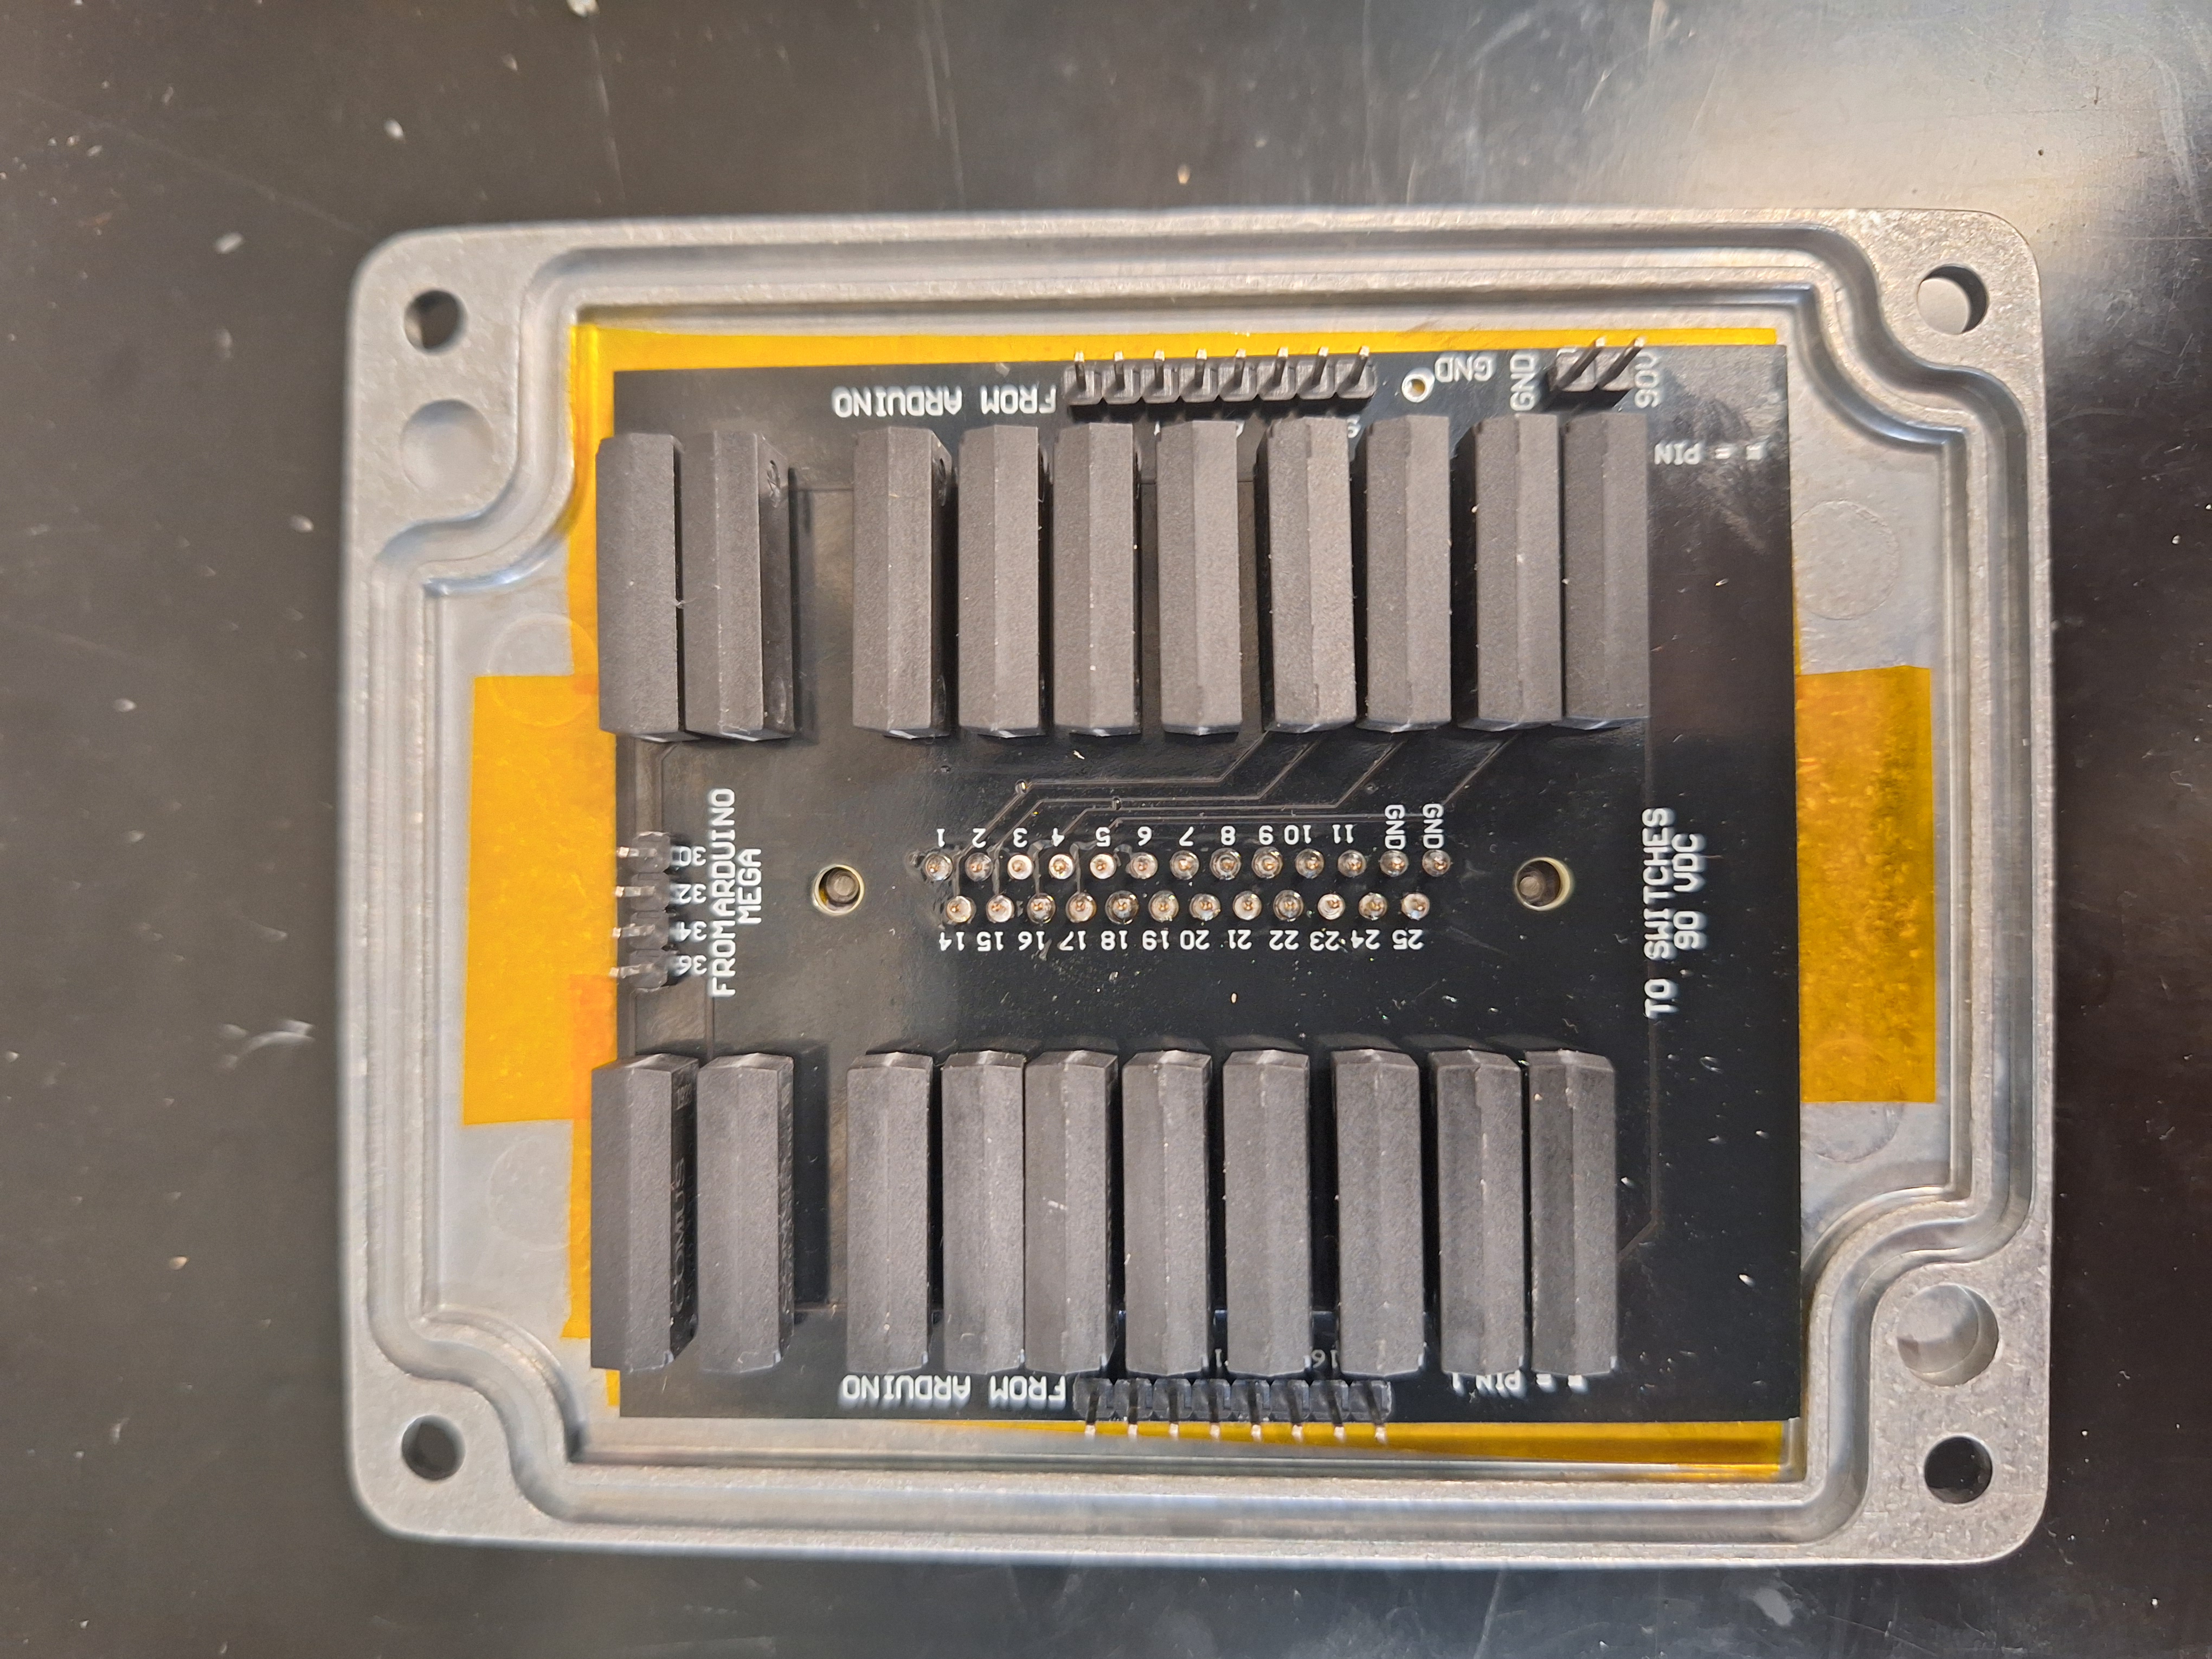 COMUS
36 34 32 30
FROMARDUINO
MEGA
FROM ARDUINO
FROM ARDUINO
14
15
16
17
18
19
20
21
22
23
24
25
1
2
3
4
5
6
7
8
9
10
11
GND
GND
16
PIN
GND
GND
90V
= PIN
TO SWITCHES
90 VDC